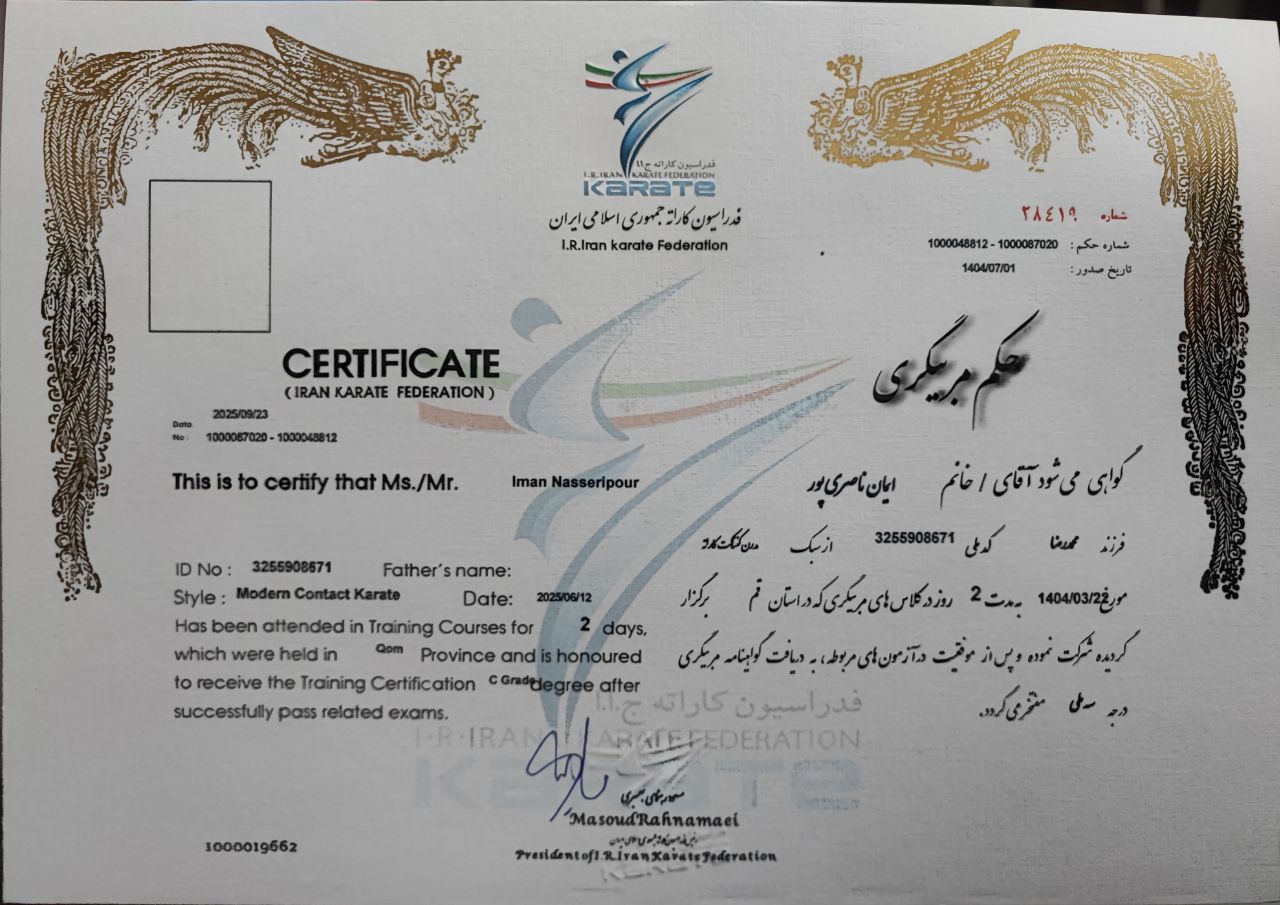 فدراسیون کاراته ج.ا.ا
I.R.IRAN KARATE FEDERATION
KARATE
فدراسیون کاراته جمهوری اسلامی ایران
I.R.Iran karate Federation
شماره ۲۸۴۱۹
شماره حکم : 1000087020 - 1000048812
تاریخ صدور : 1404/07/01
حکم مربیگری
گواهی می شود آقای / خانم ایمان ناصری پور
فرزند محمدرضا کد ملی 3255908671 از سبک مدرن کنتاکت کاراته
مورخ 1404/03/22 به مدت 2 روز در کلاس های مربیگری که در استان قم برگزار
گردیده شرکت نموده و پس از موفقیت در آزمون های مربوطه، به دریافت گواهینامه مربیگری
درجه سه ملی مفتخر می گردد.
CERTIFICATE
( IRAN KARATE FEDERATION )
Data 2025/09/23
No : 1000087020 - 1000048812
This is to certify that Ms./Mr. Iman Nasseripour
ID No : 3255908671 Father's name:
Style : Modern Contact Karate Date: 2025/06/12
Has been attended in Training Courses for 2 days,
which were held in Qom Province and is honoured
to receive the Training Certification C Grade degree after
successfully pass related exams.
فدراسیون کاراته ج.ا.ا
I.R.IRAN KARATE FEDERATION
KARATE
Masoud Rahnamaei
President of I.R.Iran Karate Federation
1000019662